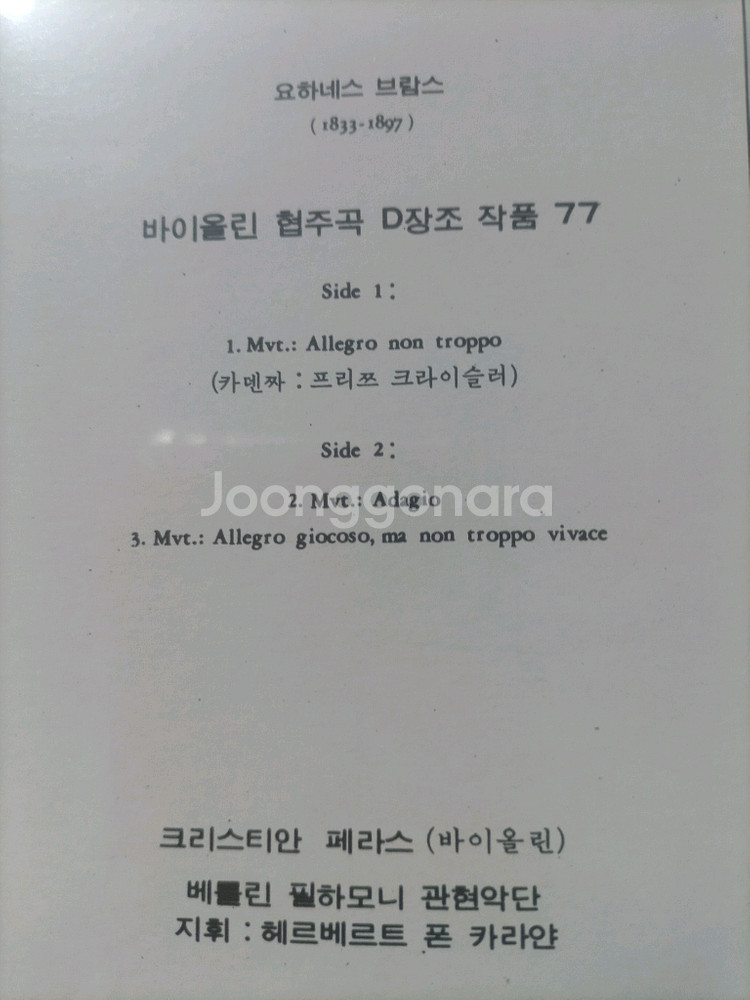 요하네스 브람스
(1833-1897)
바이올린 협주곡 D장조 작품 77
Side 1:
1. Mvt.: Allegro non troppo
(카덴짜 : 프리쯔 크라이슬러)
Side 2:
Joonggonara
2. Mvt.: Adagio
3. Mvt.: Allegro giocoso, ma non troppo vivace
크리스티안 페라스 (바이올린)
베를린 필하모니 관현악단
지휘 : 헤르베르트 폰 카라얀